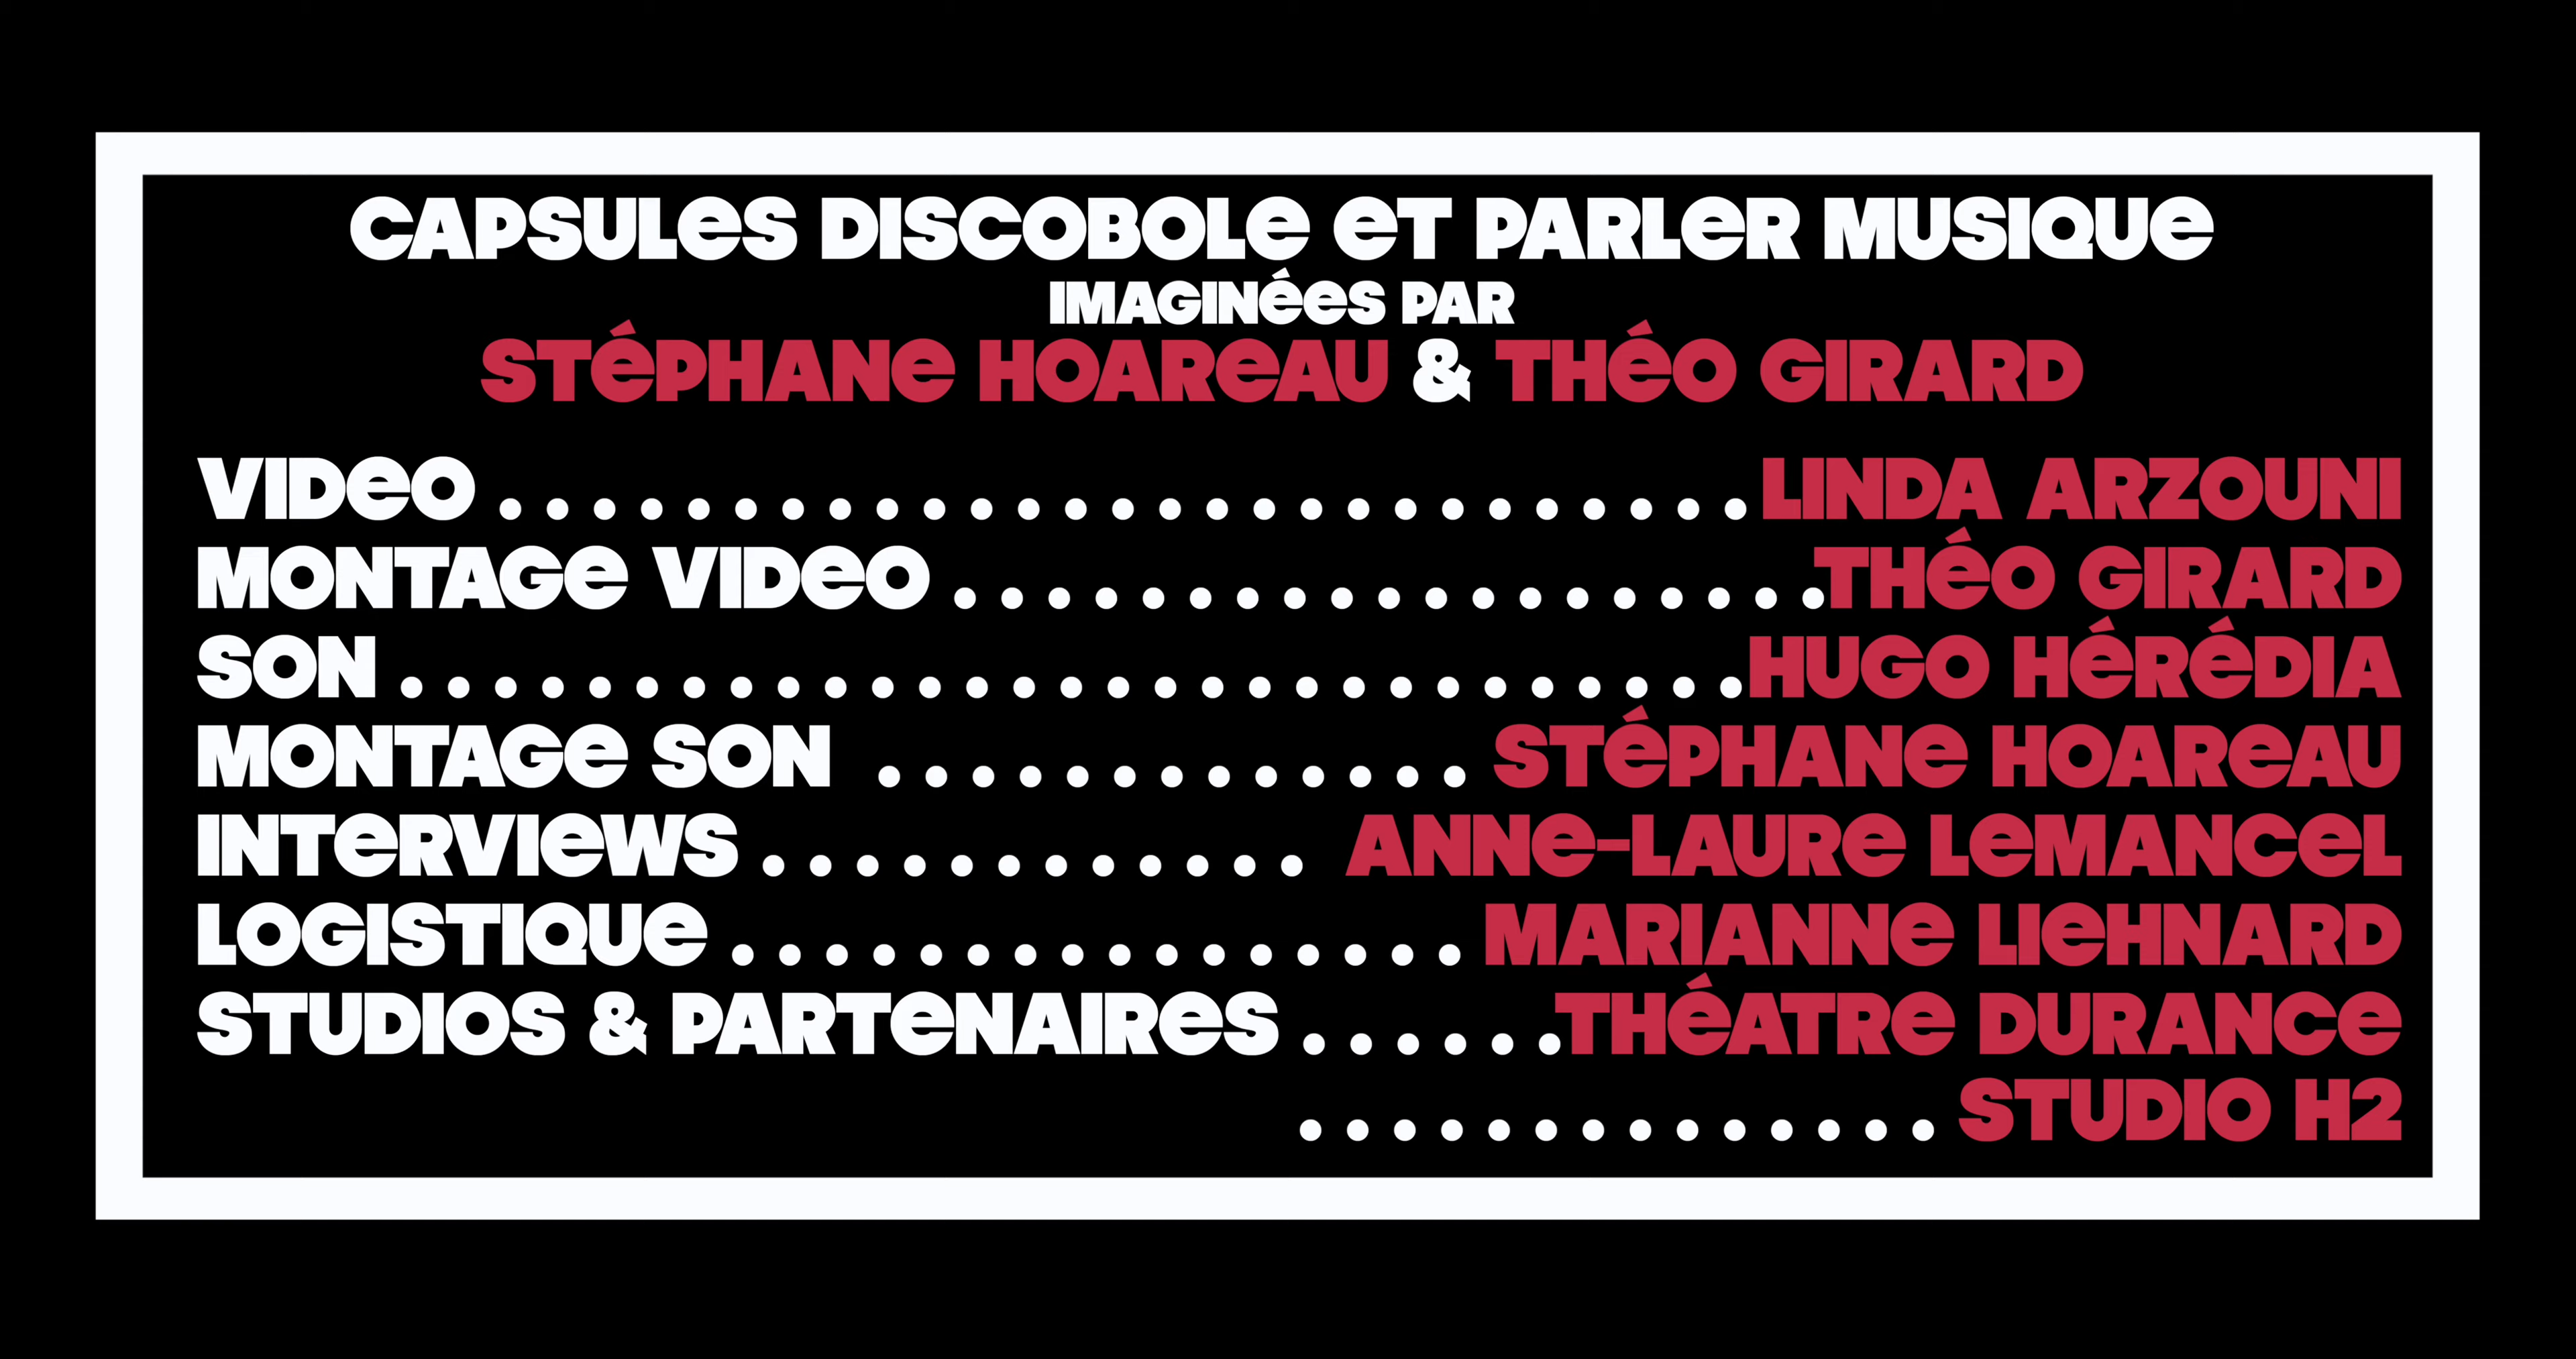 CAPSULES DISCOBOLE ET PARLER MUSIQUE
IMAGINÉES PAR
STÉPHANE HOAREAU & THÉO GIRARD
VIDEO . . . . . . . . . . . . . . . . . . . . . . . . . . . LINDA ARZOUNI
MONTAGE VIDEO . . . . . . . . . . . . . . . . . . . THÉO GIRARD
SON . . . . . . . . . . . . . . . . . . . . . . . . . . . . . HUGO HÉRÉDIA
MONTAGE SON . . . . . . . . . . . . . STÉPHANE HOAREAU
INTERVIEWS . . . . . . . . . . . . ANNE-LAURE LEMANCEL
LOGISTIQUE . . . . . . . . . . . . . . . . MARIANNE LIEHNARD
STUDIOS & PARTENAIRES . . . . . . THÉATRE DURANCE
. . . . . . . . . . . . . . STUDIO H2